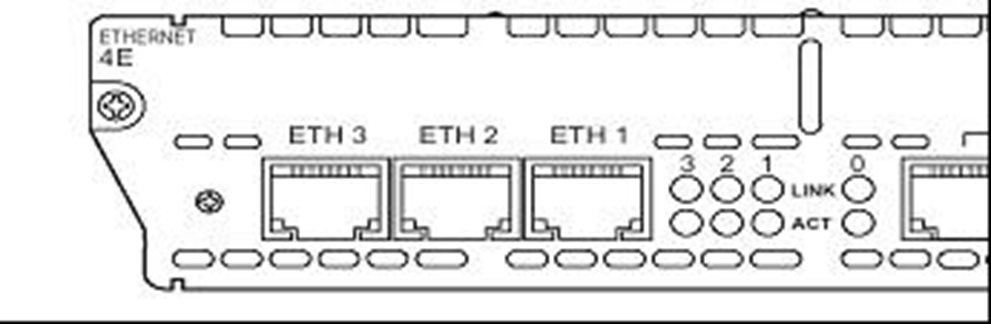 ETHERNET
4E
ETH 3 ETH 2 ETH 1
3 2 1 0
LINK
ACT